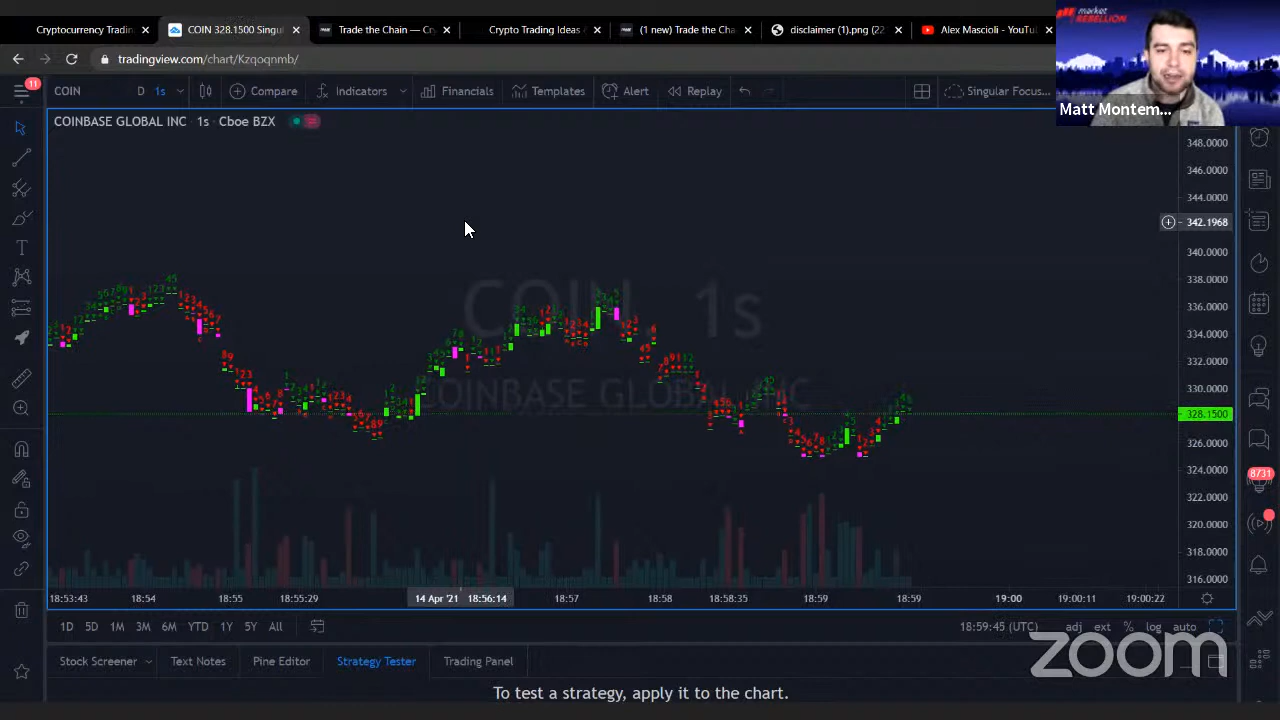 Cryptocurrency Tradin
COIN 328.1500 Singul
Trade the Chain — Cr
Crypto Trading Ideas
(1 new) Trade the Cha
disclaimer (1).png (22
Alex Mascioli - YouTu
market
REBELLION
tradingview.com/chart/Kzqoqnmb/
11
COIN
D
1s
Compare
Indicators
Financials
Templates
Alert
Replay
Singular Focus...
Matt Montem...
COINBASE GLOBAL INC · 1s · Cboe BZX
348.0000
346.0000
344.0000
342.1968
340.0000
338.0000
336.0000
334.0000
332.0000
330.0000
328.1500
326.0000
324.0000
322.0000
320.0000
318.0000
316.0000
COIN, 1s
COINBASE GLOBAL INC
8731
18:53:43
18:54
18:55
18:55:29
14 Apr '21 18:56:14
18:57
18:58
18:58:35
18:59
18:59
19:00
19:00:11
19:00:22
1D
5D
1M
3M
6M
YTD
1Y
5Y
All
18:59:45 (UTC)
adj
ext
%
log
auto
zoom
Stock Screener
Text Notes
Pine Editor
Strategy Tester
Trading Panel
To test a strategy, apply it to the chart.